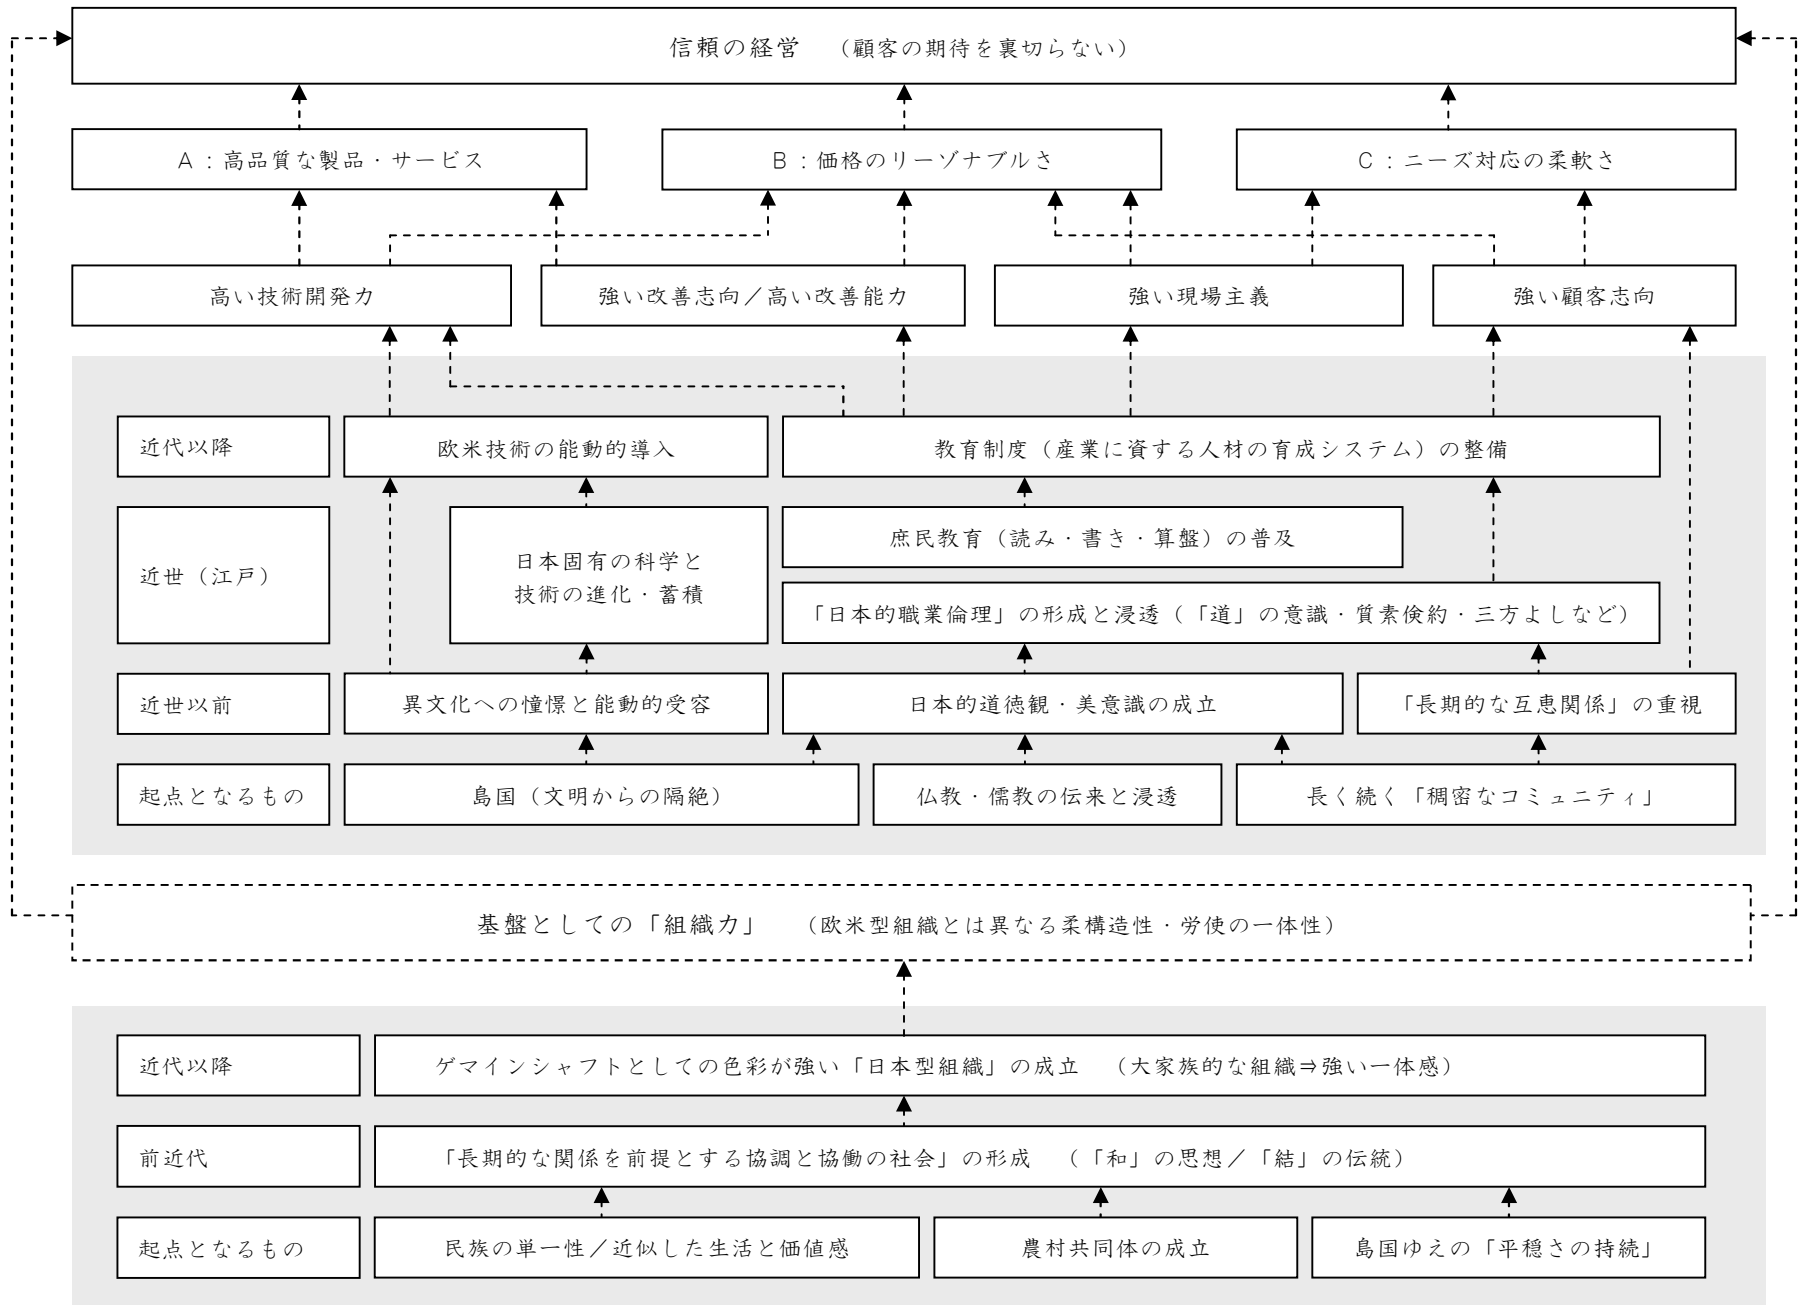 信頼の経営　（顧客の期待を裏切らない）
A：高品質な製品・サービス
B：価格のリーゾナブルさ
C：ニーズ対応の柔軟さ
高い技術開発力
強い改善志向／高い改善能力
強い現場主義
強い顧客志向
近代以降
欧米技術の能動的導入
教育制度（産業に資する人材の育成システム）の整備
近世（江戸）
日本固有の科学と
技術の進化・蓄積
庶民教育（読み・書き・算盤）の普及
「日本的職業倫理」の形成と浸透（「道」の意識・質素倹約・三方よしなど）
近世以前
異文化への憧憬と能動的受容
日本的道徳観・美意識の成立
「長期的な互恵関係」の重視
起点となるもの
島国（文明からの隔絶）
仏教・儒教の伝来と浸透
長く続く「稠密なコミュニティ」
基盤としての「組織力」　（欧米型組織とは異なる柔構造性・労使の一体性）
近代以降
ゲマインシャフトとしての色彩が強い「日本型組織」の成立　（大家族的な組織⇒強い一体感）
前近代
「長期的な関係を前提とする協調と協働の社会」の形成　（「和」の思想／「結」の伝統）
起点となるもの
民族の単一性／近似した生活と価値感
農村共同体の成立
島国ゆえの「平穏さの持続」